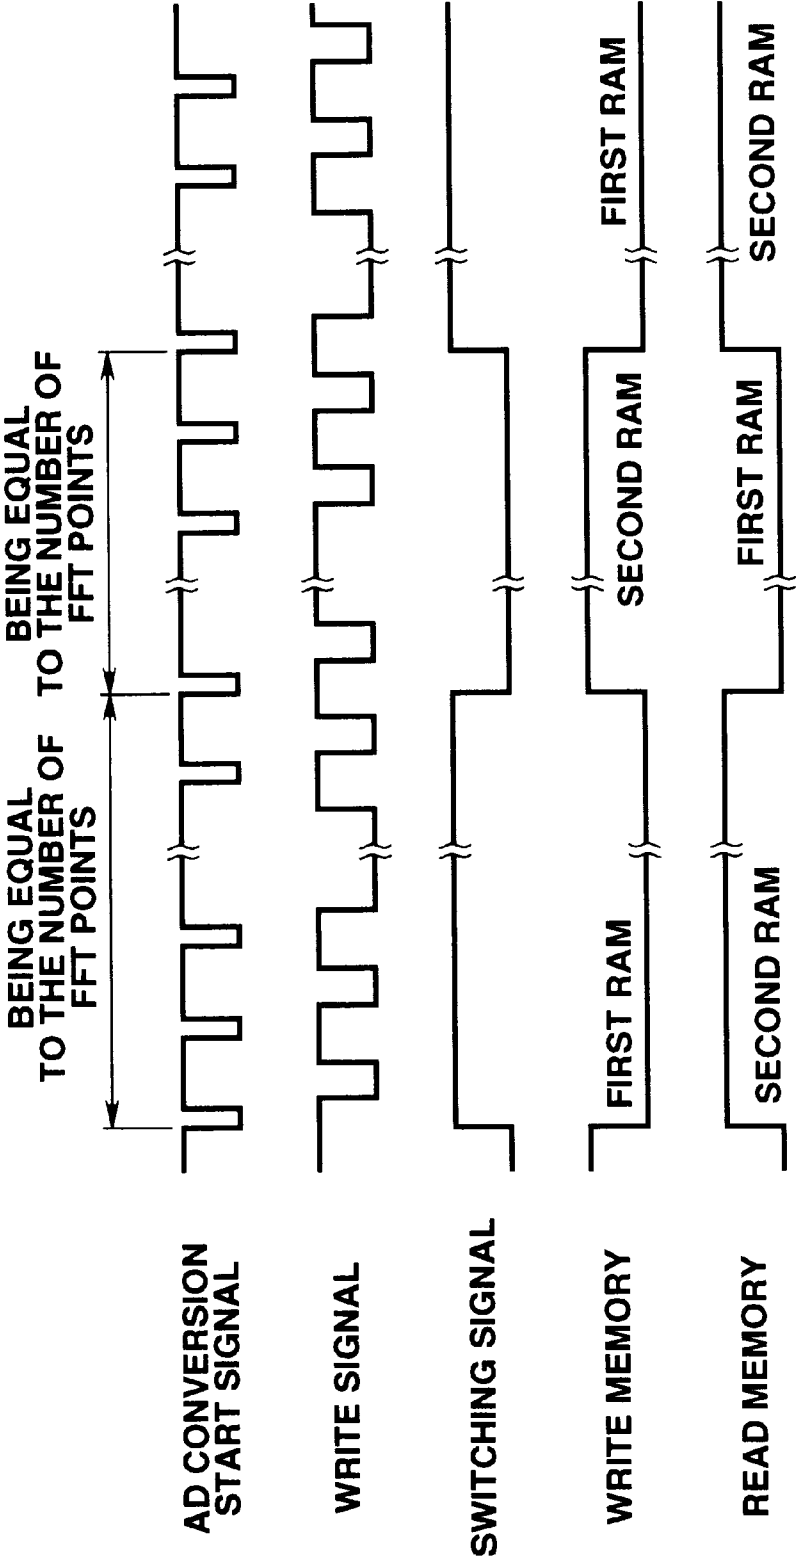 BEING EQUAL
TO THE NUMBER OF
FFT POINTS
BEING EQUAL
TO THE NUMBER OF
FFT POINTS
AD CONVERSION
START SIGNAL
WRITE SIGNAL
SWITCHING SIGNAL
WRITE MEMORY
FIRST RAM
SECOND RAM
FIRST RAM
READ MEMORY
SECOND RAM
FIRST RAM
SECOND RAM